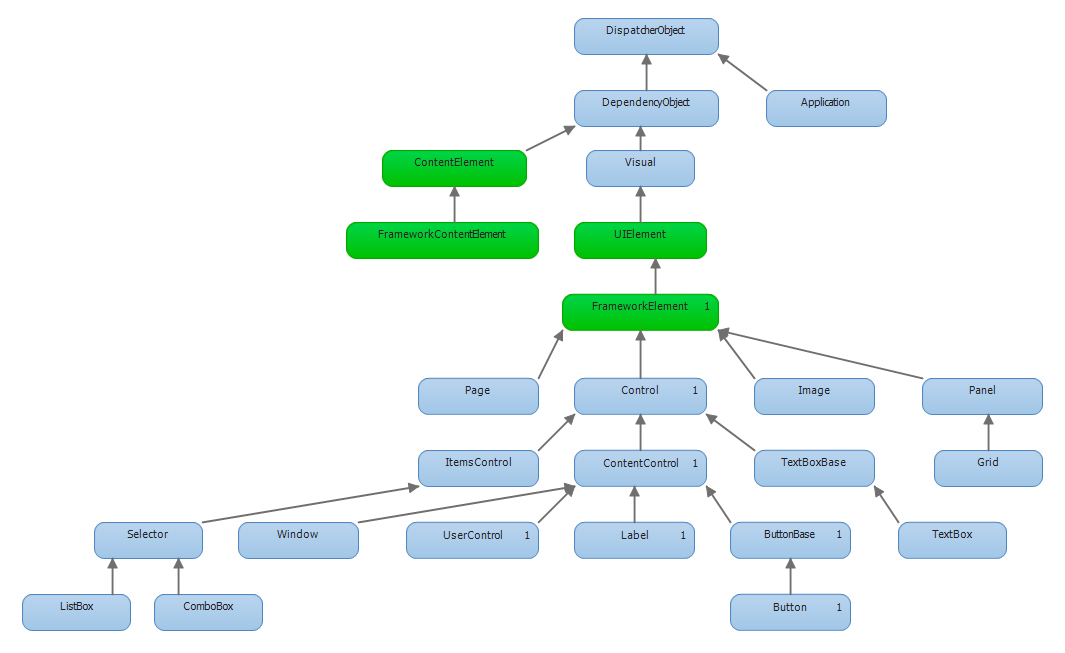 DispatcherObject
DependencyObject
Application
ContentElement
Visual
FrameworkContentElement
UIElement
FrameworkElement 1
Page
Control 1
Image
Panel
ItemsControl
ContentControl 1
TextBoxBase
Grid
Selector
Window
UserControl 1
Label 1
ButtonBase 1
TextBox
ListBox
ComboBox
Button 1